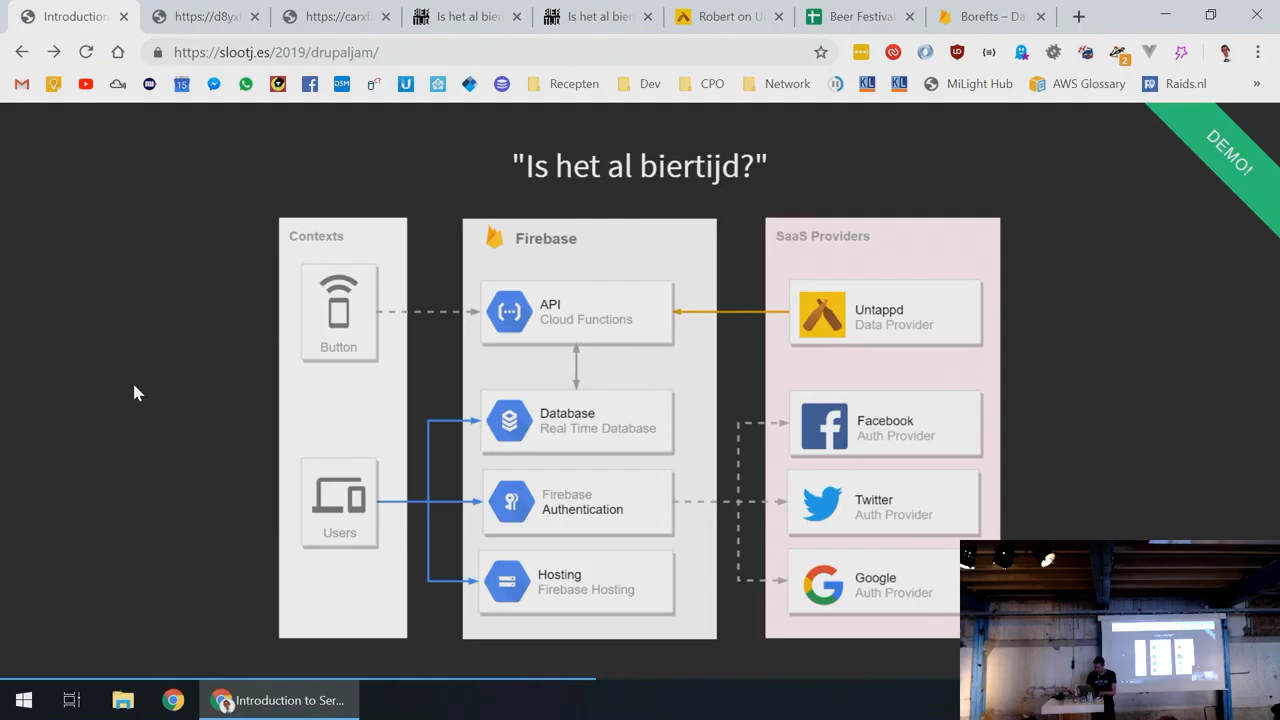 Introduction
https://d8yxf
https://carxf.
Is het al bier
Is het al bier
Robert on U
Beer Festival
Borefts – Da
https://slootj.es/2019/drupaljam/
2
Recepten
Dev
CPO
Network
MiLight Hub
AWS Glossary
Raids.nl
»
DEMO!
"Is het al biertijd?"
Contexts
Button
Users
Firebase
API
Cloud Functions
Database
Real Time Database
Firebase
Authentication
Hosting
Firebase Hosting
SaaS Providers
Untappd
Data Provider
Facebook
Auth Provider
Twitter
Auth Provider
Google
Auth Provider
Introduction to Ser...